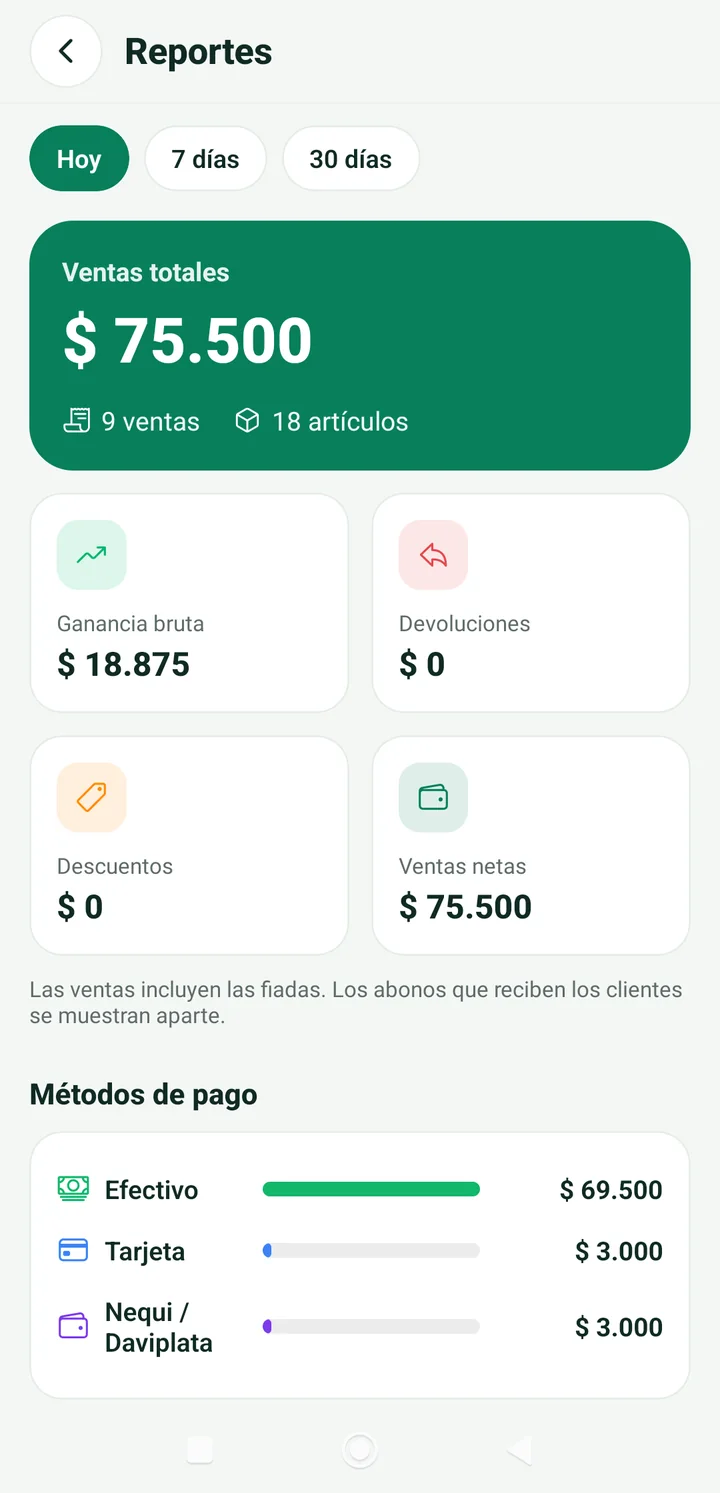 Reportes
Hoy
7 días
30 días
Ventas totales
$ 75.500
9 ventas
18 artículos
Ganancia bruta
$ 18.875
Devoluciones
$ 0
Descuentos
$ 0
Ventas netas
$ 75.500
Las ventas incluyen las fiadas. Los abonos que reciben los clientes
se muestran aparte.
Métodos de pago
Efectivo
$ 69.500
Tarjeta
$ 3.000
Nequi /
Daviplata
$ 3.000